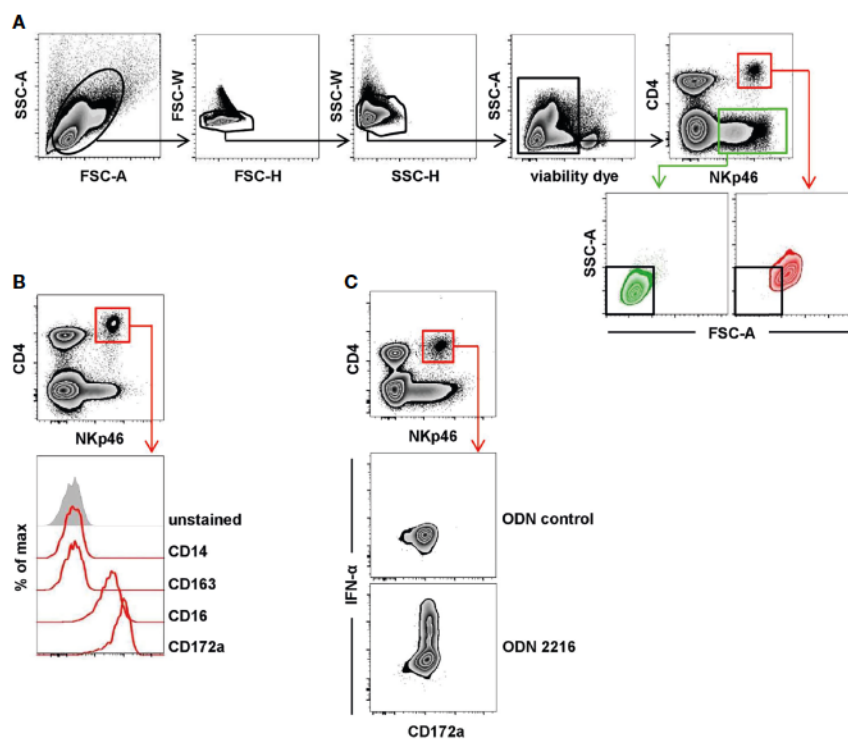 A
SSC-A
FSC-A
FSC-W
FSC-H
SSC-W
SSC-H
SSC-A
viability dye
CD4
NKp46
SSC-A
FSC-A
B
CD4
NKp46
% of max
unstained
CD14
CD163
CD16
CD172a
C
CD4
NKp46
IFN-α
ODN control
ODN 2216
CD172a